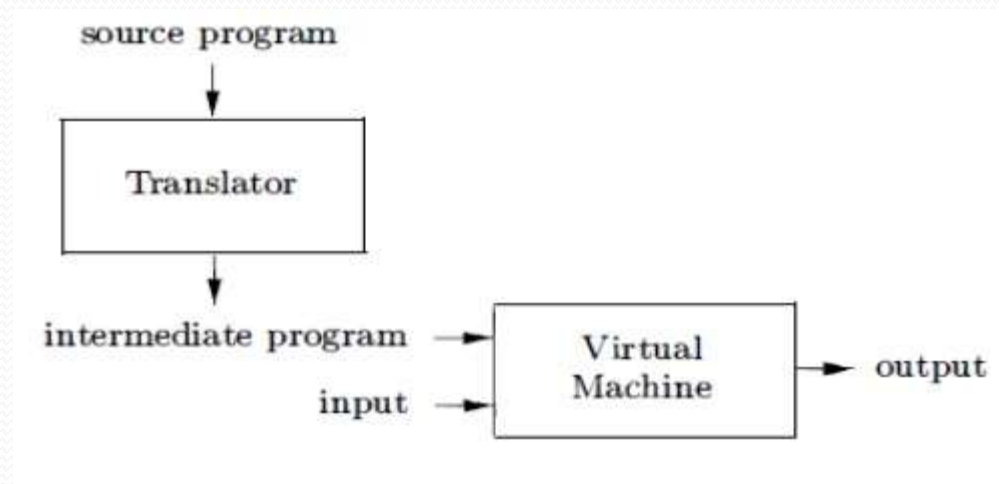 source program
Translator
intermediate program
Virtual
Machine
input
output